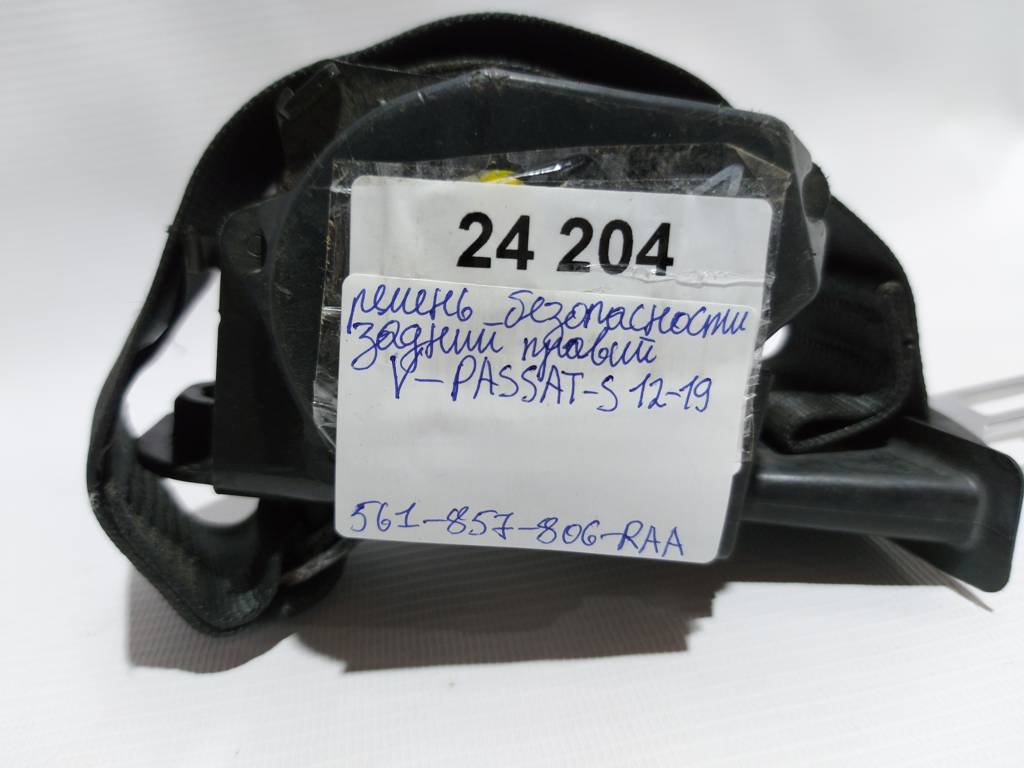 24 204
ремень безопасности
задний правый
V-PASSAT-S 12-19
561-857-806-RAA